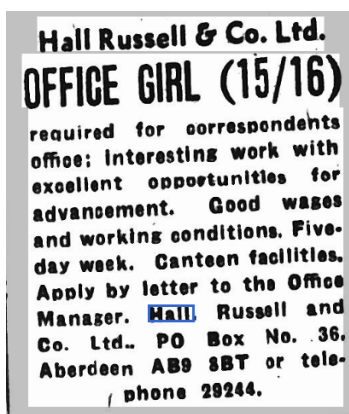 Hall Russell & Co. Ltd.
OFFICE GIRL (15/16)
required for correspondents
office: Interesting work with
excellent opportunities for
advancement. Good wages
and working conditions. Five-
day week. Canteen facilities.
Apply by letter to the Office
Manager. Hall, Russell and
Co. Ltd., PO Box No. 36,
Aberdeen AB9 8BT or tele-
phone 29244.